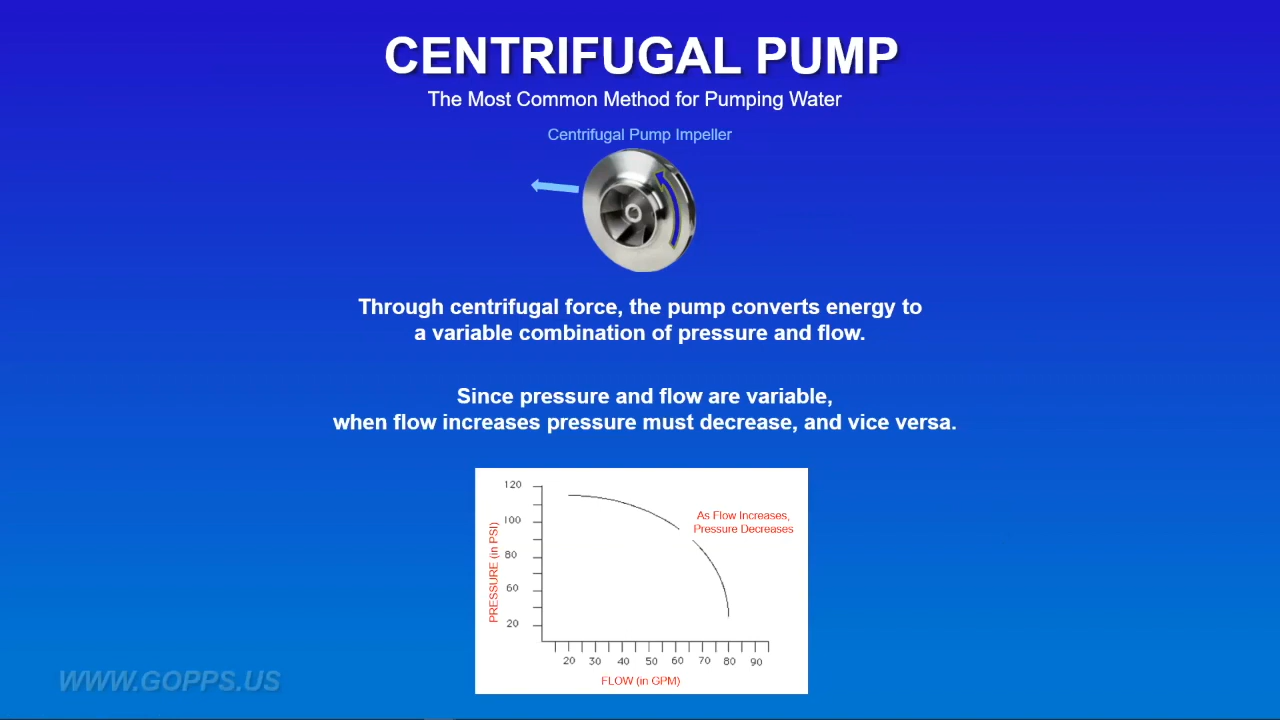 CENTRIFUGAL PUMP
The Most Common Method for Pumping Water
Centrifugal Pump Impeller
Through centrifugal force, the pump converts energy to
a variable combination of pressure and flow.
Since pressure and flow are variable,
when flow increases pressure must decrease, and vice versa.
120
100
80
60
20
PRESSURE (in PSI)
As Flow Increases,
Pressure Decreases
20 30 40 50 60 70 80 90
FLOW (in GPM)
WWW.GOPPS.US